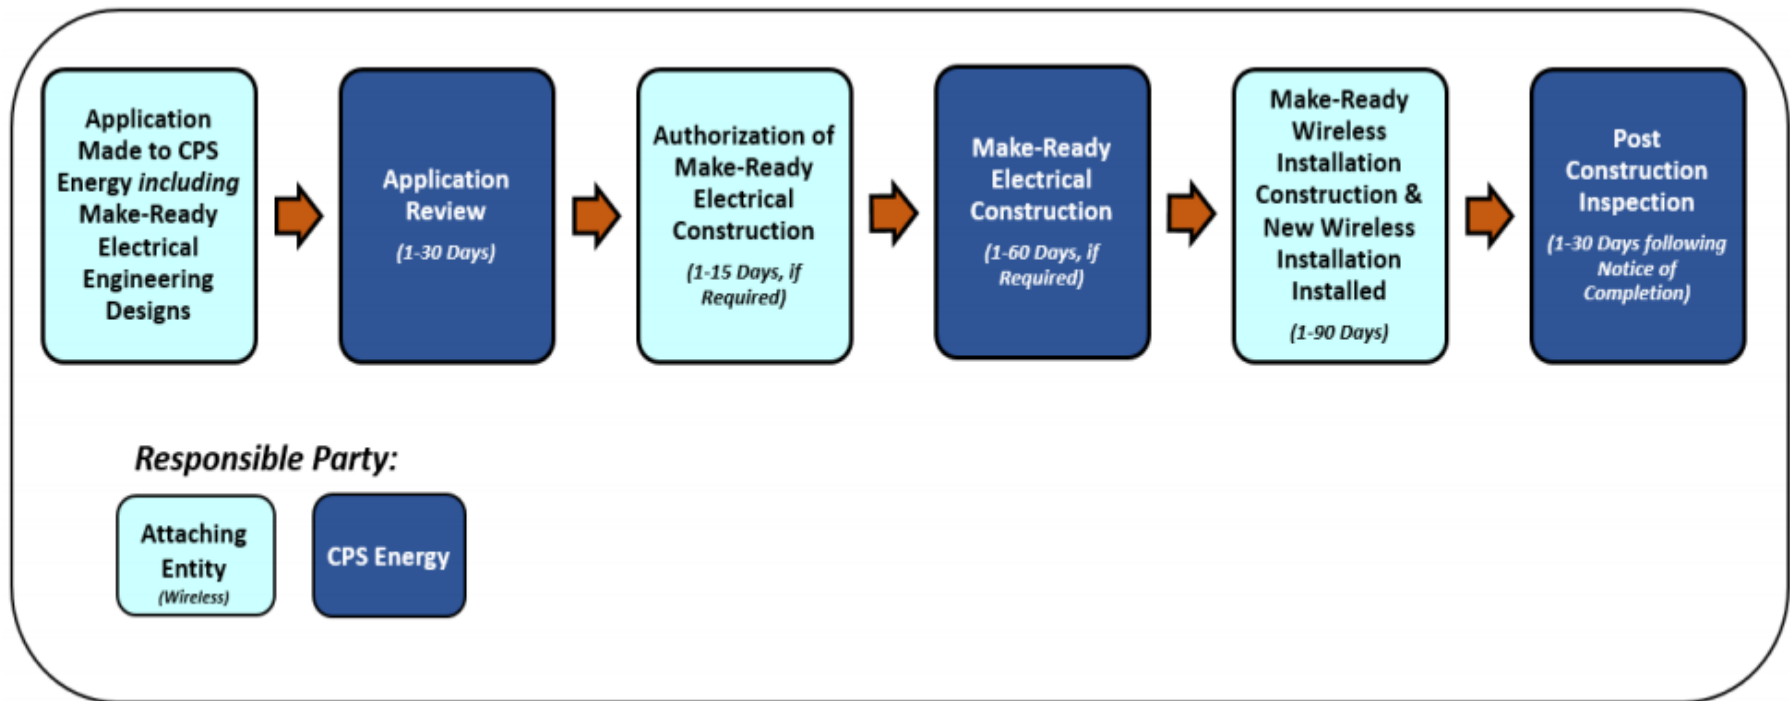 Application
Made to CPS
Energy including
Make-Ready
Electrical
Engineering
Designs
Application
Review
(1-30 Days)
Authorization of
Make-Ready
Electrical
Construction
(1-15 Days, if
Required)
Make-Ready
Electrical
Construction
(1-60 Days, if
Required)
Make-Ready
Wireless
Installation
Construction &
New Wireless
Installation
Installed
(1-90 Days)
Post
Construction
Inspection
(1-30 Days following
Notice of
Completion)
Responsible Party:
Attaching
Entity
(Wireless)
CPS Energy